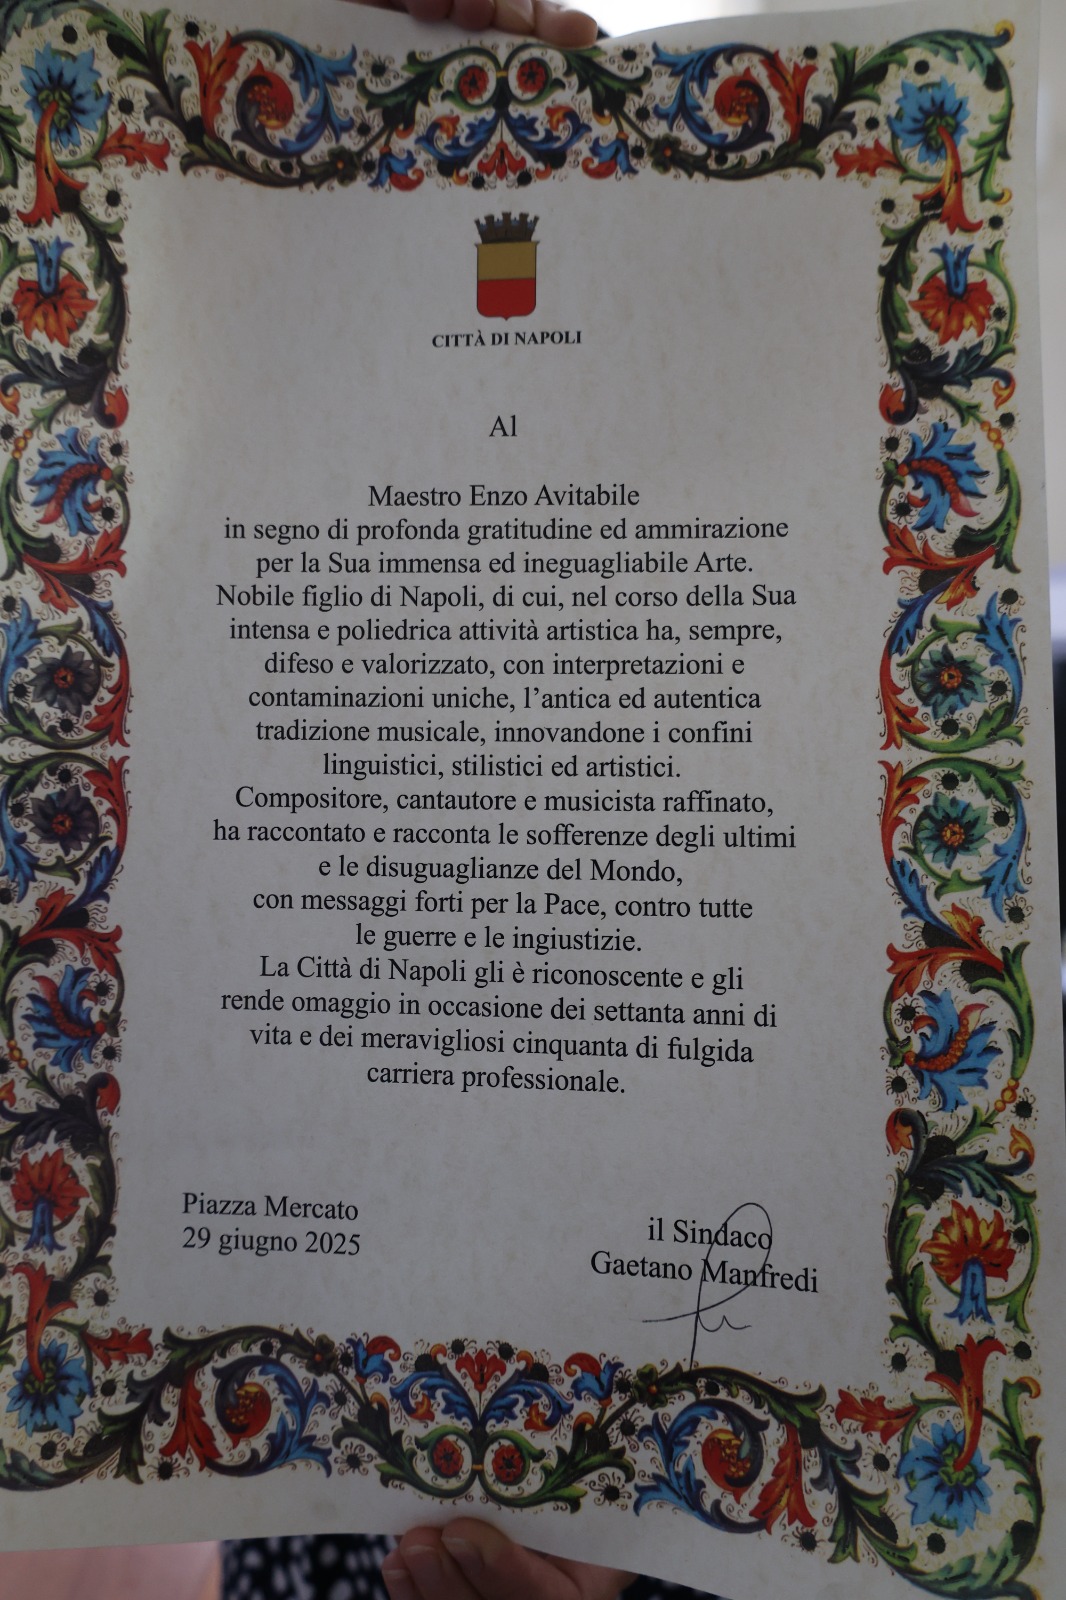 CITTÀ DI NAPOLI
Al
Maestro Enzo Avitabile
in segno di profonda gratitudine ed ammirazione
per la Sua immensa ed ineguagliabile Arte.
Nobile figlio di Napoli, di cui, nel corso della Sua
intensa e poliedrica attività artistica ha, sempre,
difeso e valorizzato, con interpretazioni e
contaminazioni uniche, l’antica ed autentica
tradizione musicale, innovandone i confini
linguistici, stilistici ed artistici.
Compositore, cantautore e musicista raffinato,
ha raccontato e racconta le sofferenze degli ultimi
e le disuguaglianze del Mondo,
con messaggi forti per la Pace, contro tutte
le guerre e le ingiustizie.
La Città di Napoli gli è riconoscente e gli
rende omaggio in occasione dei settanta anni di
vita e dei meravigliosi cinquanta di fulgida
carriera professionale.
Piazza Mercato
29 giugno 2025
il Sindaco
Gaetano Manfredi